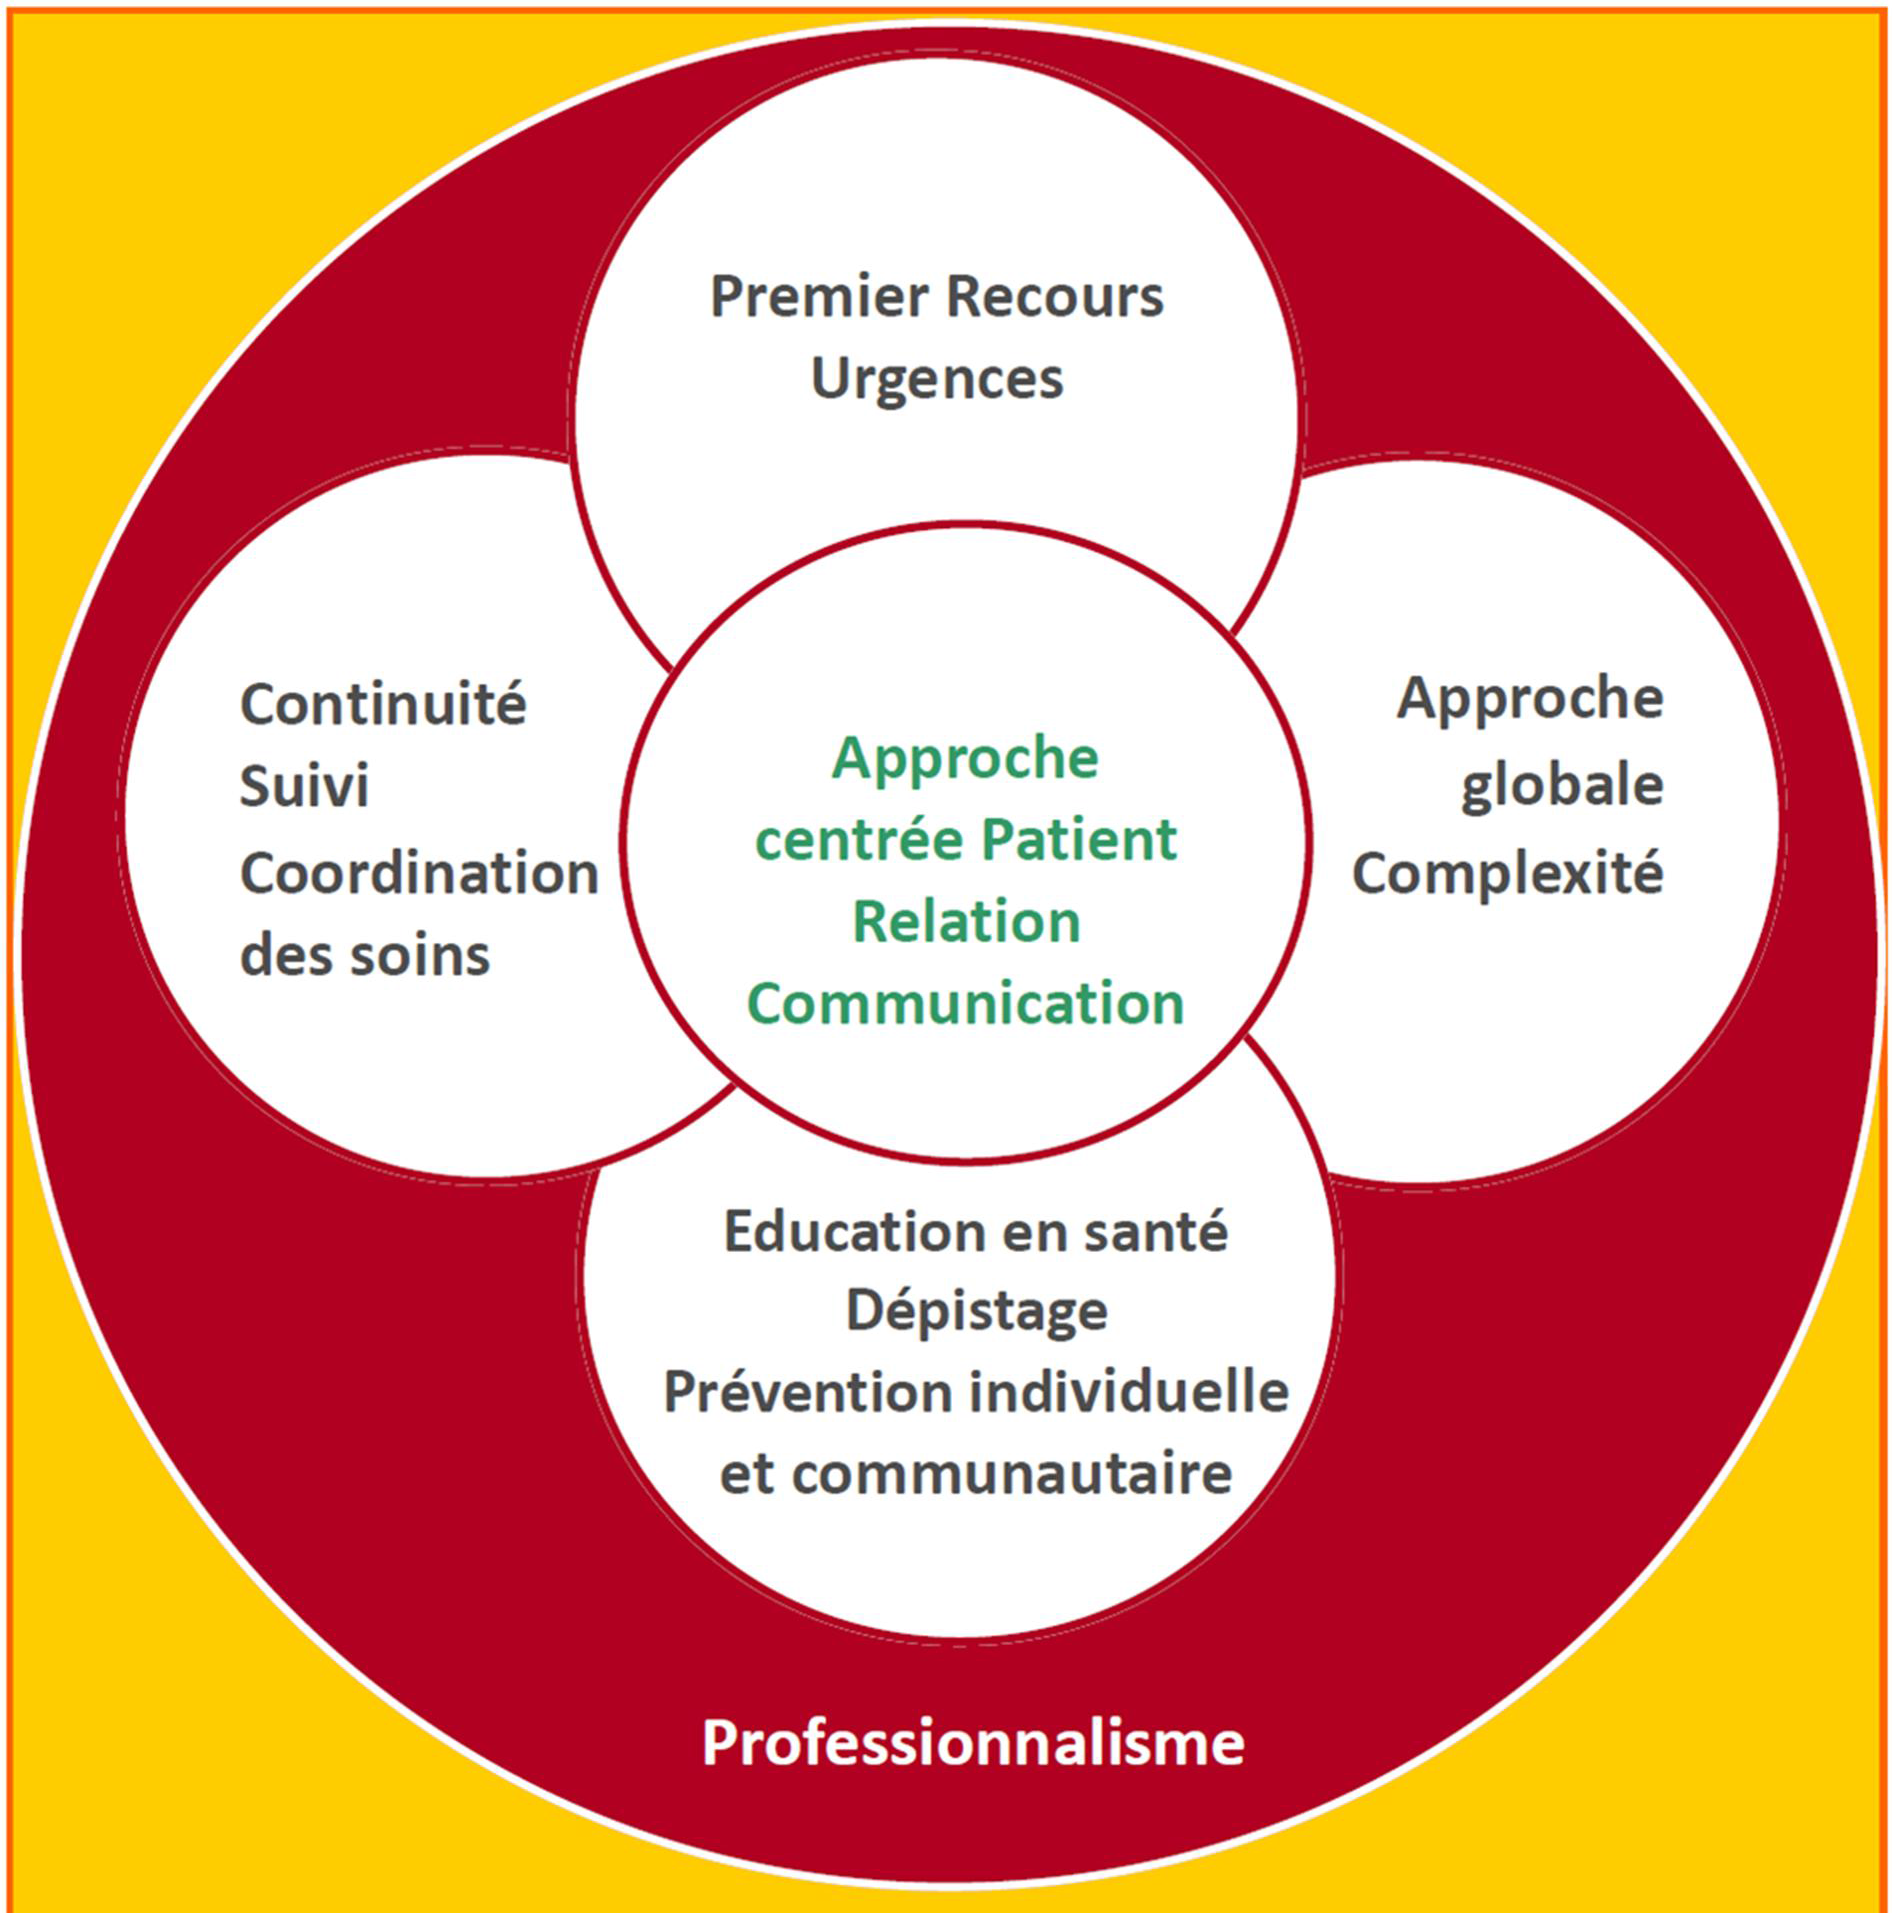 Premier Recours
Urgences
Continuité
Suivi
Coordination
des soins
Approche
centrée Patient
Relation
Communication
Approche
globale
Complexité
Education en santé
Dépistage
Prévention individuelle
et communautaire
Professionnalisme